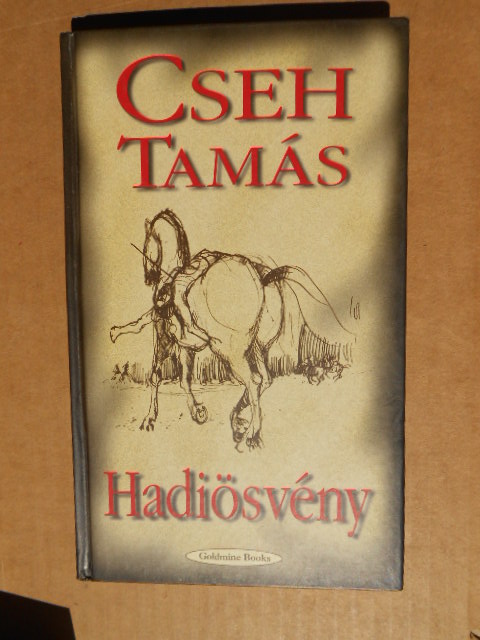 CSEH
TAMÁS
Hadiösvény
Goldmine Books